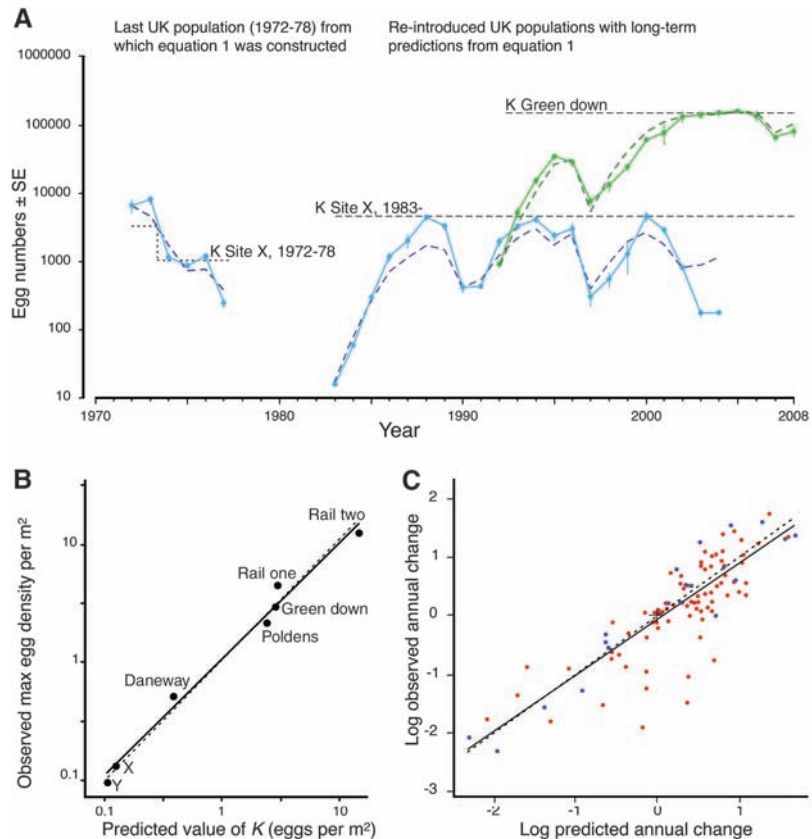 A
Last UK population (1972-78) from
which equation 1 was constructed
Re-introduced UK populations with long-term
predictions from equation 1
Egg numbers ± SE
1000000
100000
10000
1000
100
10
K Green down
K Site X, 1983-
K Site X, 1972-78
1970
1980
1990
2000
2008
Year
B
Observed max egg density per m²
10
1
0.1
Rail two
Rail one
Green down
Poldens
Daneway
X
Y
0.1
1
10
Predicted value of K (eggs per m²)
C
Log observed annual change
2
1
0
-1
-2
-3
-2
-1
0
1
Log predicted annual change